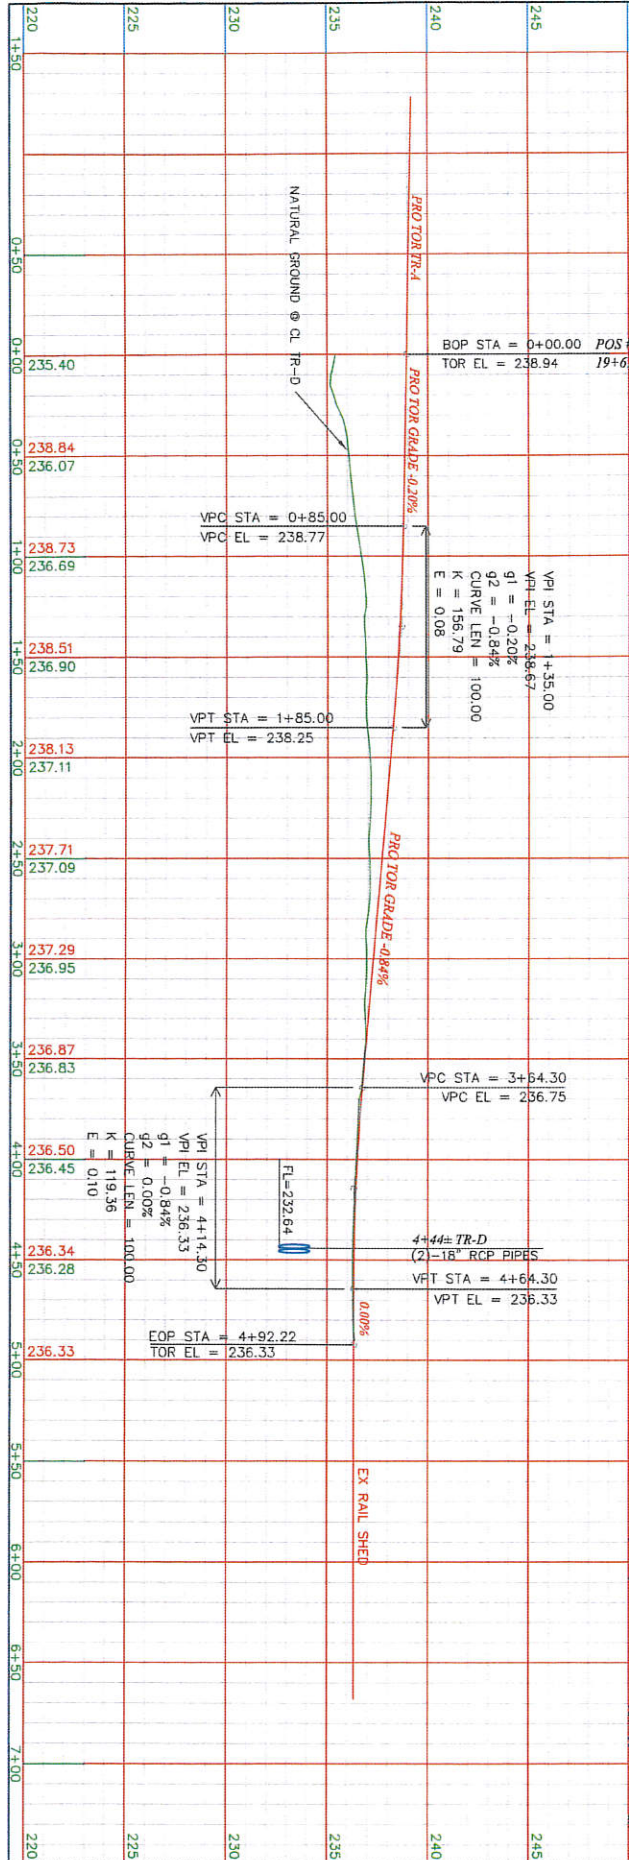 220
225
230
235
240
245
PRO TOR TR-A
NATURAL GROUND @ CL TR-D
BOP STA = 0+00.00
TOR EL = 238.94
POS
19+6
PRO TOR GRADE -0.20%
VPC STA = 0+85.00
VPC EL = 238.77
VPI STA = 1+35.00
VPI EL = 238.67
g1 = -0.20%
g2 = -0.84%
CURVE LEN = 100.00
K = 156.79
E = 0.08
VPT STA = 1+85.00
VPT EL = 238.25
PRO TOR GRADE -0.84%
VPC STA = 3+64.30
VPC EL = 236.75
VPI STA = 4+14.30
VPI EL = 236.33
g1 = -0.84%
g2 = 0.00%
CURVE LEN = 100.00
K = 119.36
E = 0.10
FL=232.64
4+44± TR-D
(2)-18" RCP PIPES
VPT STA = 4+64.30
VPT EL = 236.33
0.00%
EOP STA = 4+92.22
TOR EL = 236.33
EX RAIL SHED
220
225
230
235
240
245
235.40
238.84
236.07
238.73
236.69
238.51
236.90
238.13
237.11
237.71
237.09
237.29
236.95
236.87
236.83
236.50
236.45
236.34
236.28
236.33
1+50
0+50
0+00
0+50
1+00
1+50
2+00
2+50
3+00
3+50
4+00
4+50
5+00
5+50
6+00
6+50
7+00